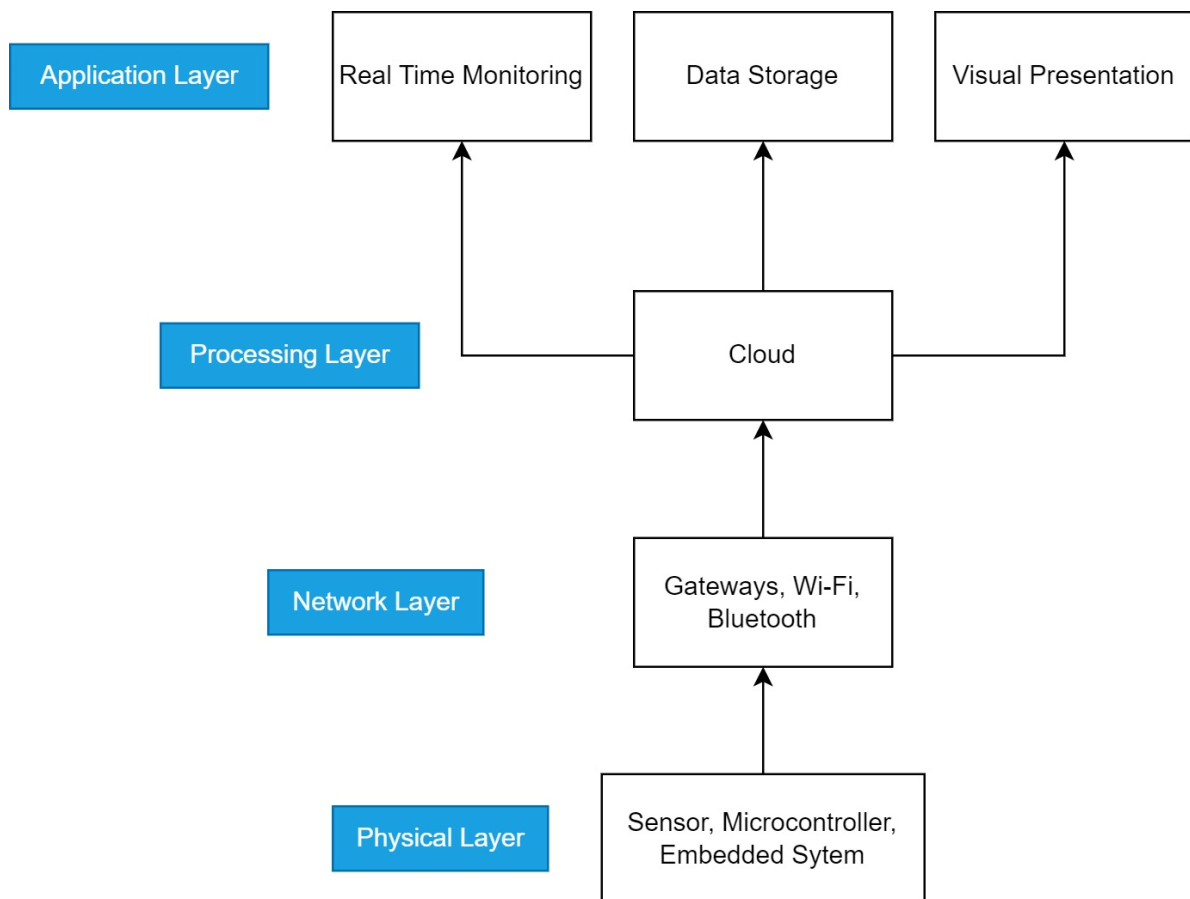 Application Layer
Real Time Monitoring
Data Storage
Visual Presentation
Processing Layer
Cloud
Network Layer
Gateways, Wi-Fi,
Bluetooth
Physical Layer
Sensor, Microcontroller,
Embedded Sytem